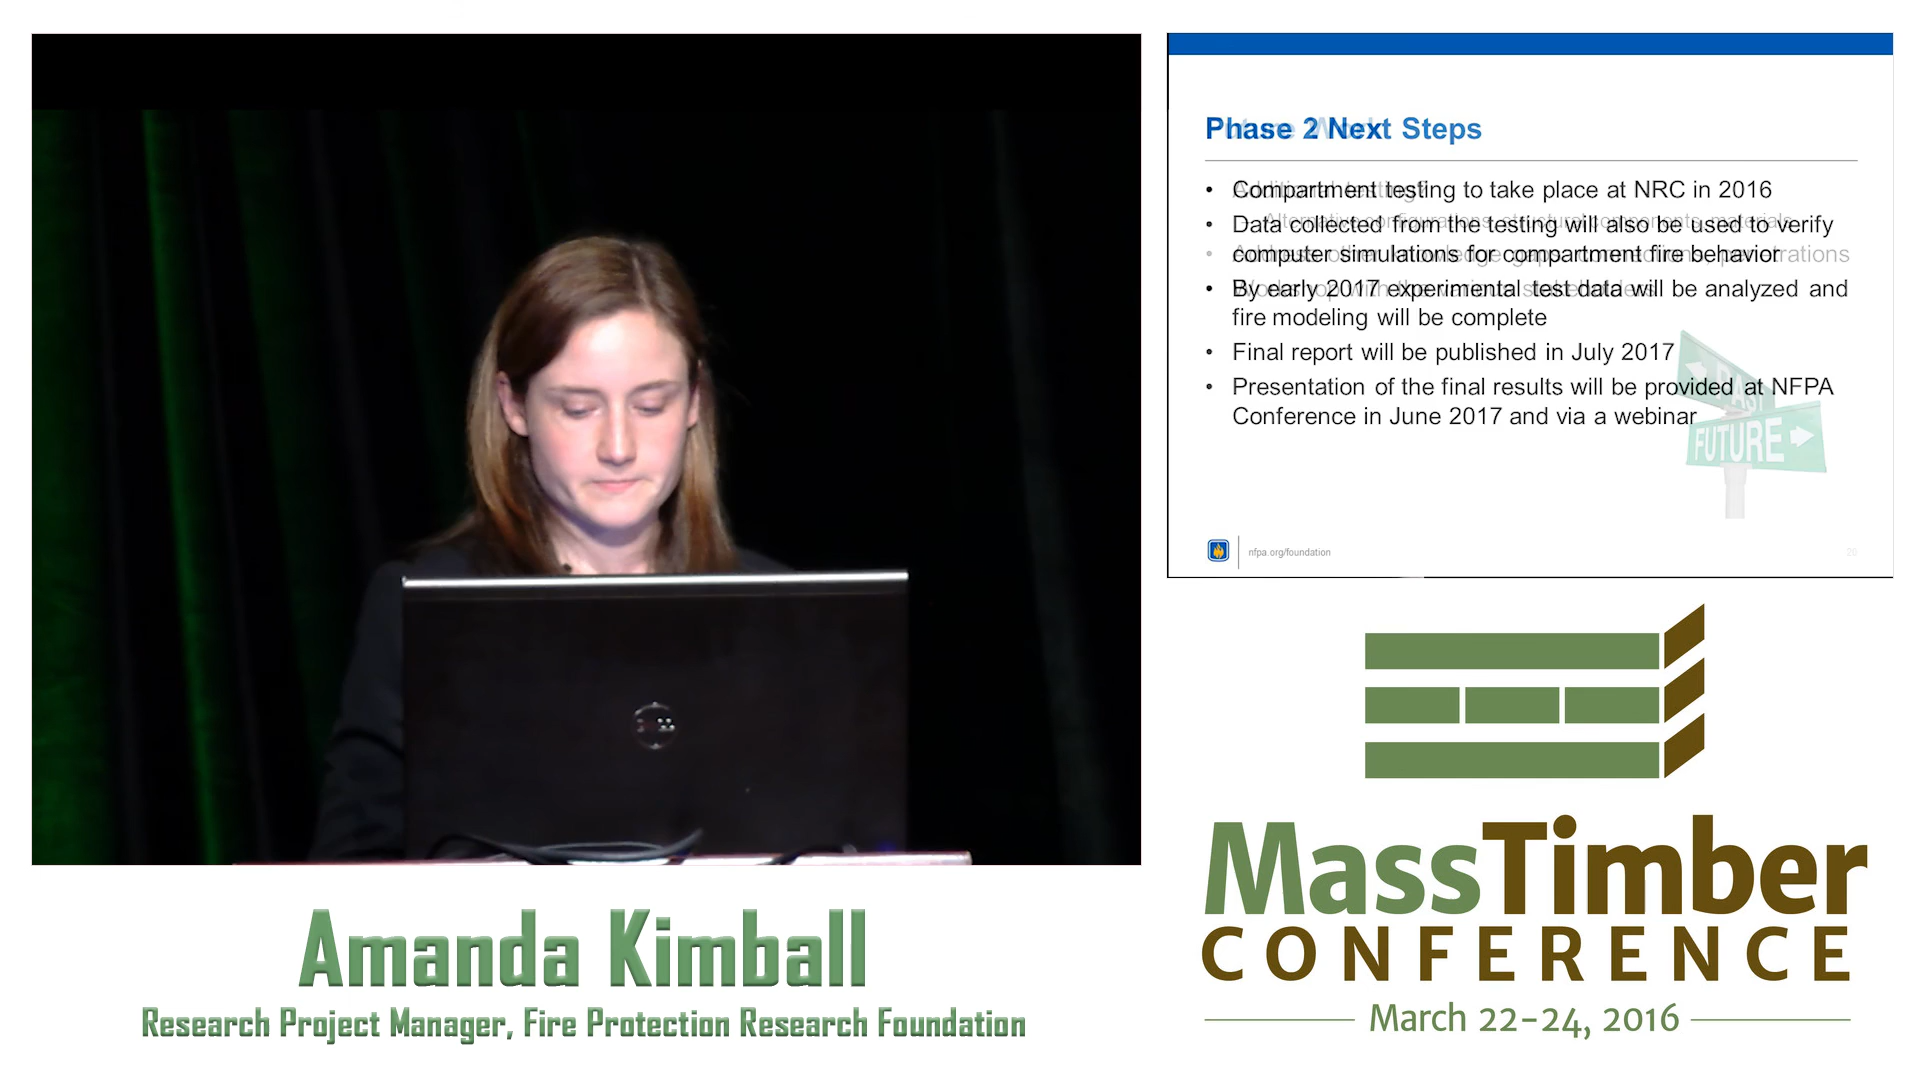 Phase 2 Next Steps
• Compartment testing to take place at NRC in 2016
• Data collected from the testing will also be used to verify
computer simulations for compartment fire behavior
• By early 2017 experimental test data will be analyzed and
fire modeling will be complete
• Final report will be published in July 2017
• Presentation of the final results will be provided at NFPA
Conference in June 2017 and via a webinar
PAST
FUTURE
nfpa.org/foundation
DELL
MassTimber
CONFERENCE
March 22-24, 2016
Amanda Kimball
Research Project Manager, Fire Protection Research Foundation